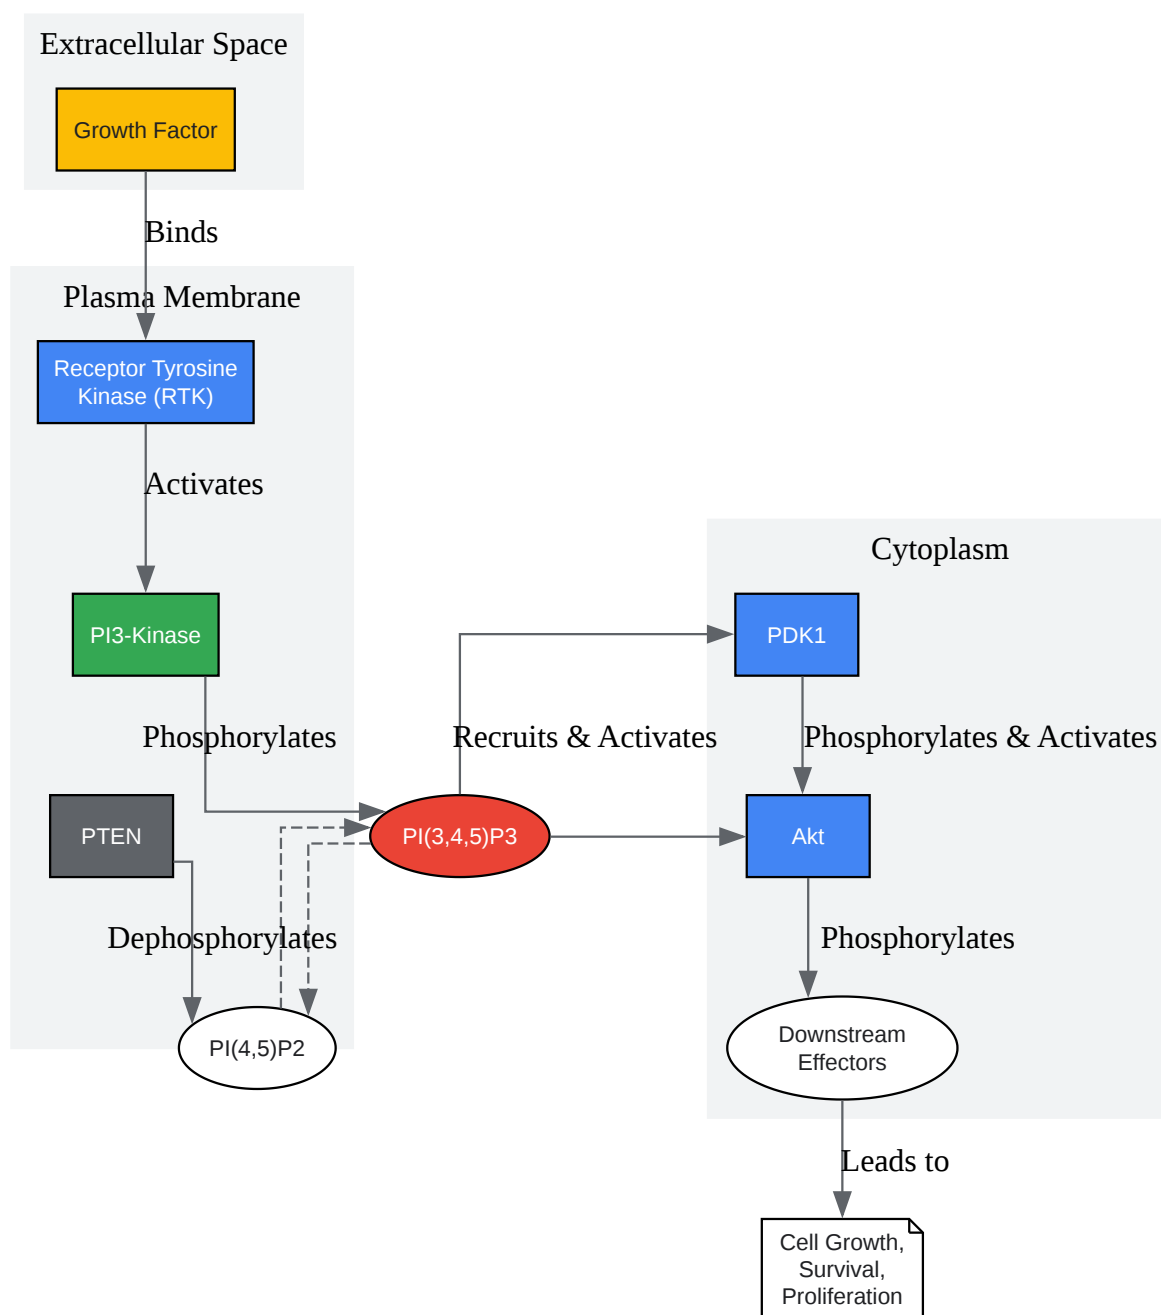 Extracellular Space
Growth Factor
Binds
Plasma Membrane
Receptor Tyrosine
Kinase (RTK)
Activates
Cytoplasm
PI3-Kinase
PDK1
Phosphorylates
Recruits & Activates
Phosphorylates & Activates
PTEN
PI(3,4,5)P3
Akt
Dephosphorylates
Phosphorylates
PI(4,5)P2
Downstream
Effectors
Leads to
Cell Growth,
Survival,
Proliferation